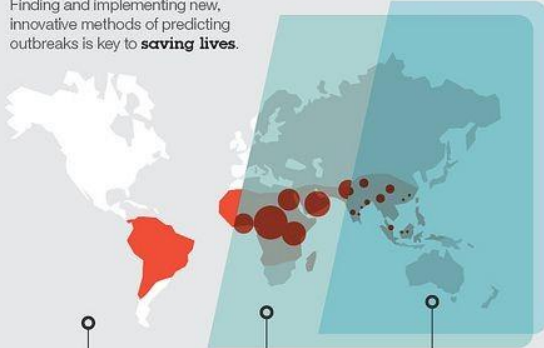 Finding and implementing new,
innovative methods of predicting
outbreaks is key to saving lives.